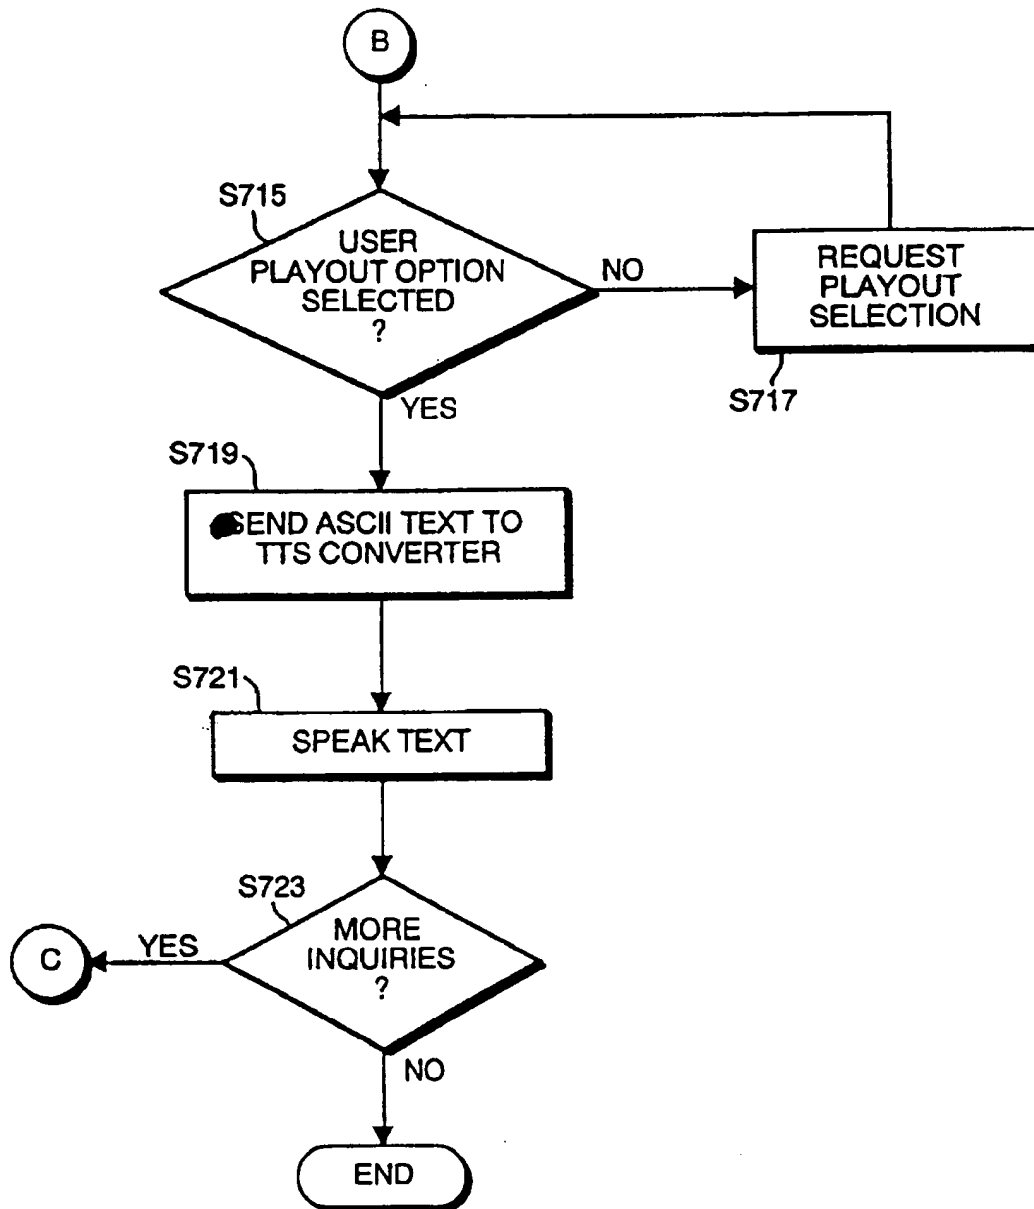 B
S715
USER
PLAYOUT OPTION
SELECTED
?
NO
REQUEST
PLAYOUT
SELECTION
S717
YES
S719
SEND ASCII TEXT TO
TTS CONVERTER
S721
SPEAK TEXT
S723
MORE
INQUIRIES
?
YES
C
NO
END